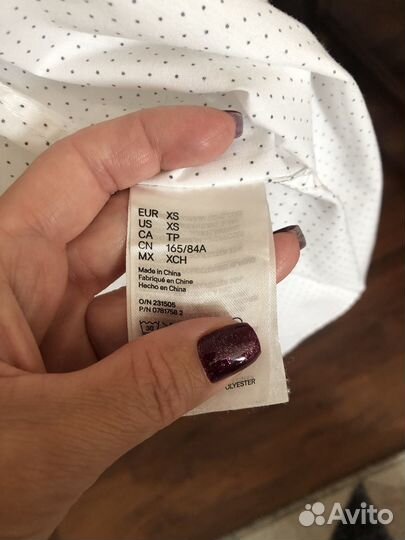 EUR XS
US XS
CA TP
CN 165/84A
MX XCH
Made in China
Fabriqué en Chine
Hecho en China
O/N 231505
P/N 0781758 2
30
OLYESTER
Avito